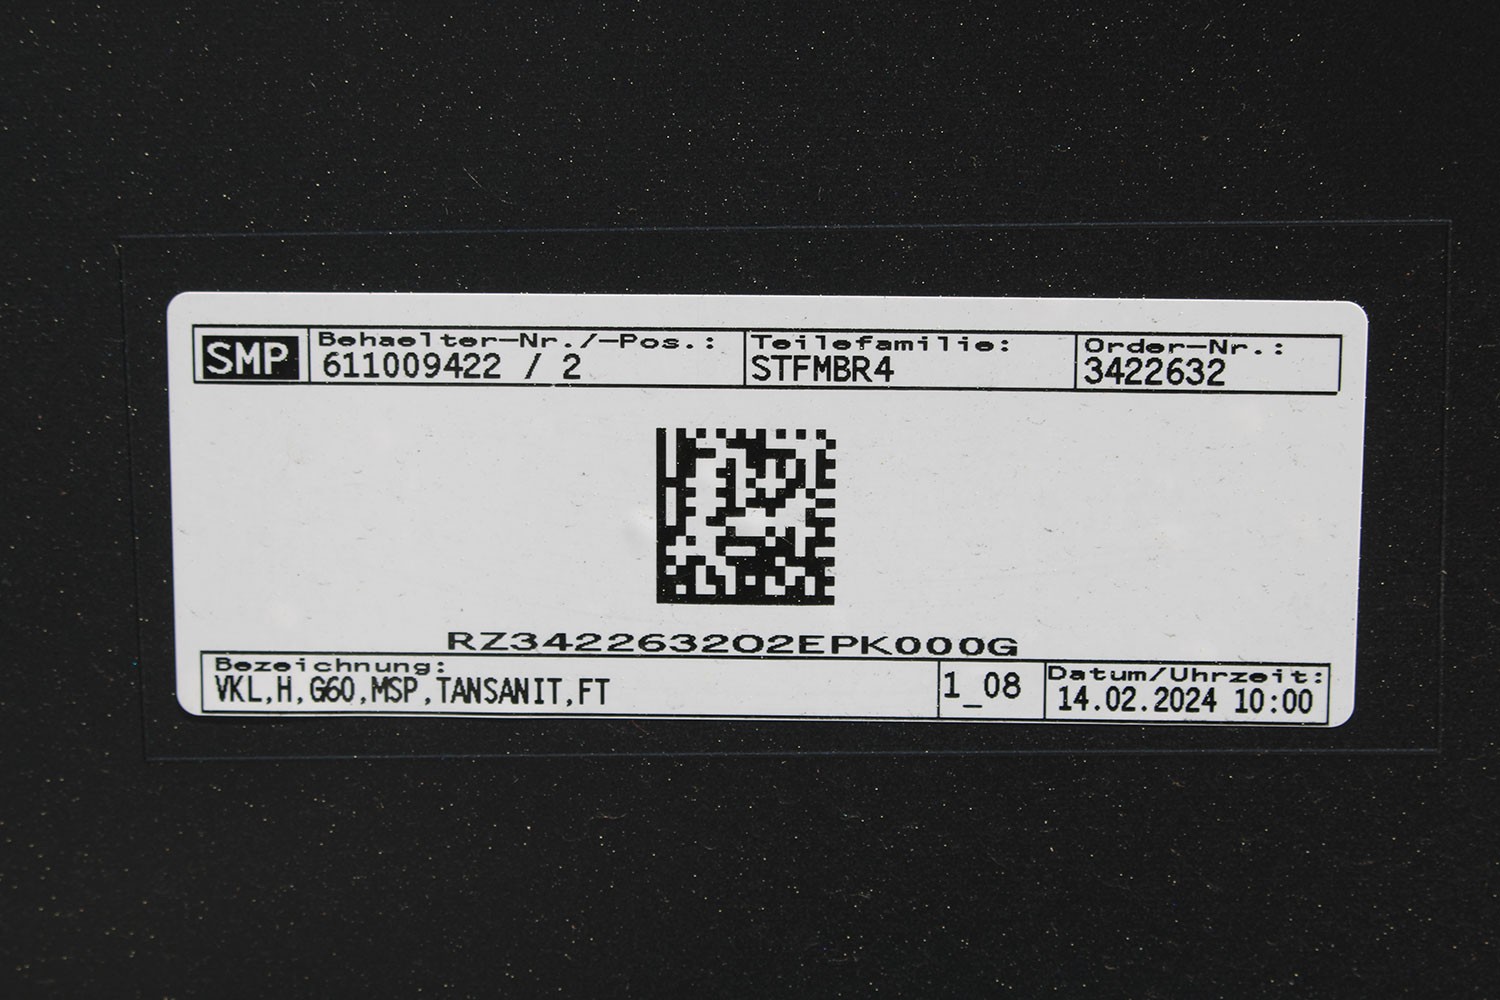 SMP
Behaelter-Nr./-Pos.: Teilefamilie: Order-Nr.:
611009422 / 2 STFMBR4 3422632
RZ342263202EPK000G
Bezeichnung: Datum/Uhrzeit:
VKL,H,G60,MSP,TANSANIT,FT 1_08 14.02.2024 10:00